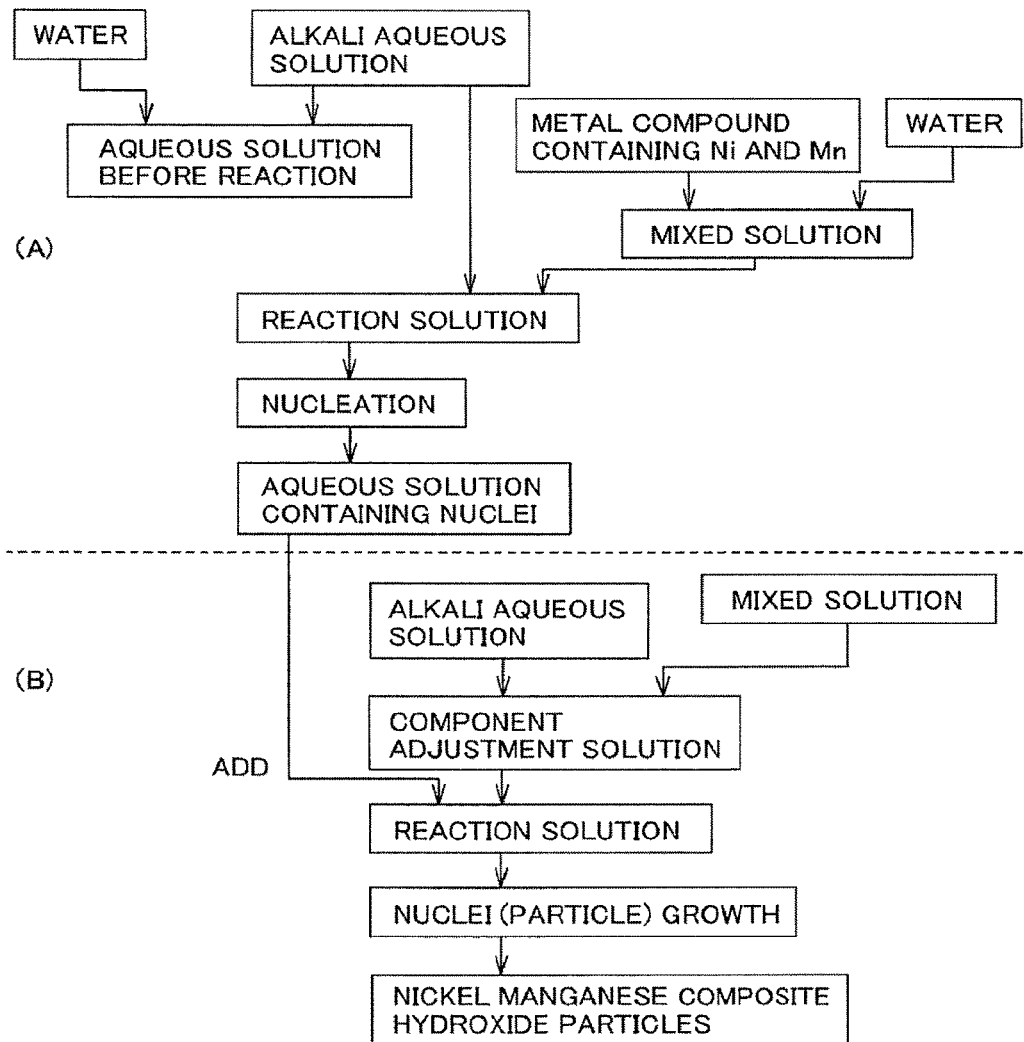 WATER
ALKALI AQUEOUS
SOLUTION
AQUEOUS SOLUTION
BEFORE REACTION
METAL COMPOUND
CONTAINING Ni AND Mn
WATER
MIXED SOLUTION
(A)
REACTION SOLUTION
NUCLEATION
AQUEOUS SOLUTION
CONTAINING NUCLEI
ALKALI AQUEOUS
SOLUTION
MIXED SOLUTION
(B)
COMPONENT
ADJUSTMENT SOLUTION
ADD
REACTION SOLUTION
NUCLEI (PARTICLE) GROWTH
NICKEL MANGANESE COMPOSITE
HYDROXIDE PARTICLES